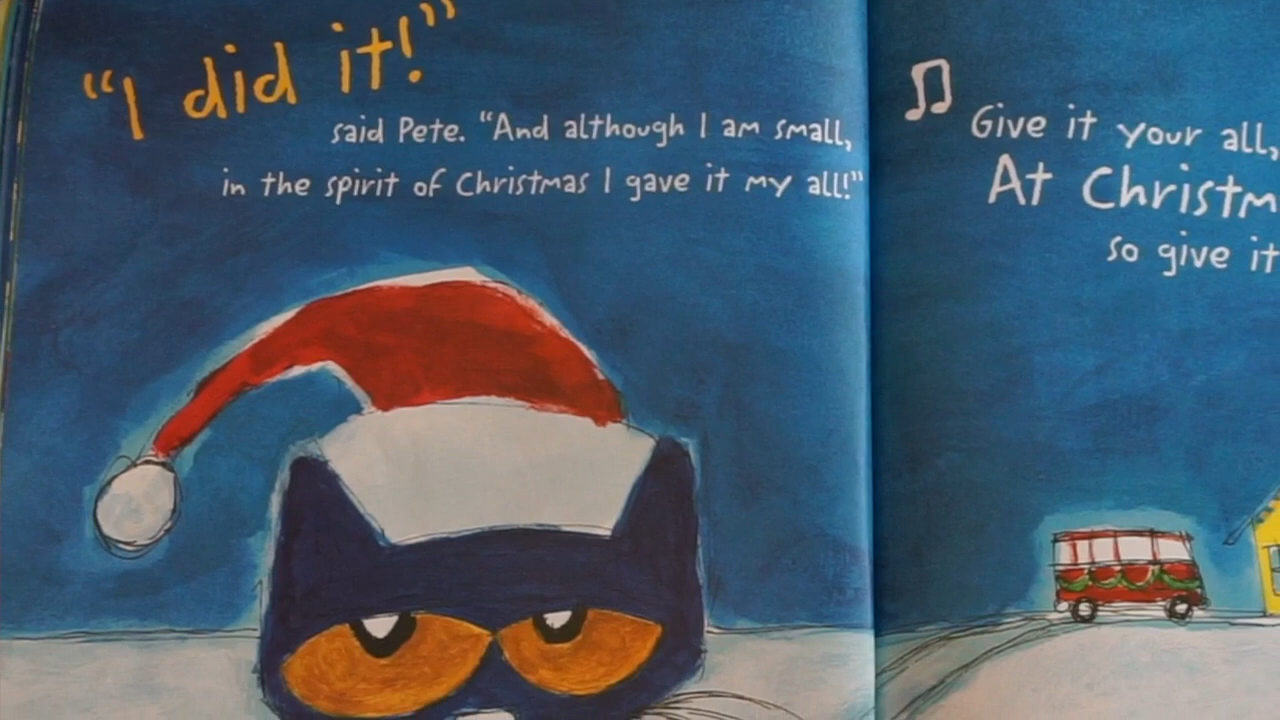 "I did it!"
said Pete. "And although I am small,
in the spirit of Christmas I gave it my all!"
Give it your all,
At Christm
so give it